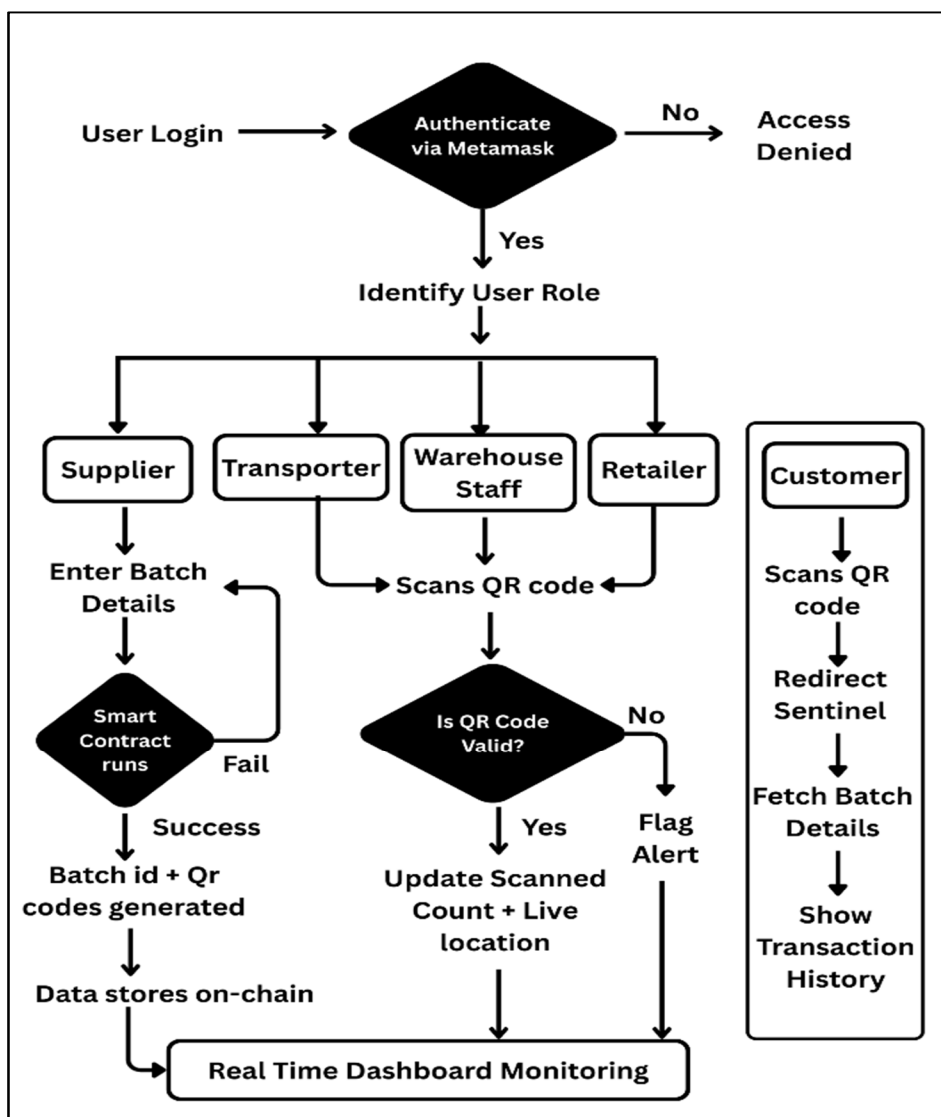 User Login
Authenticate
via Metamask
No
Access
Denied
Yes
Identify User Role
Supplier
Transporter
Warehouse
Staff
Retailer
Customer
Enter Batch
Details
Scans QR code
Scans QR
code
Smart
Contract
runs
Fail
Is QR Code
Valid?
No
Redirect
Sentinel
Success
Yes
Flag
Alert
Fetch Batch
Details
Batch id + Qr
codes generated
Update Scanned
Count + Live
location
Show
Transaction
History
Data stores on-chain
Real Time Dashboard Monitoring